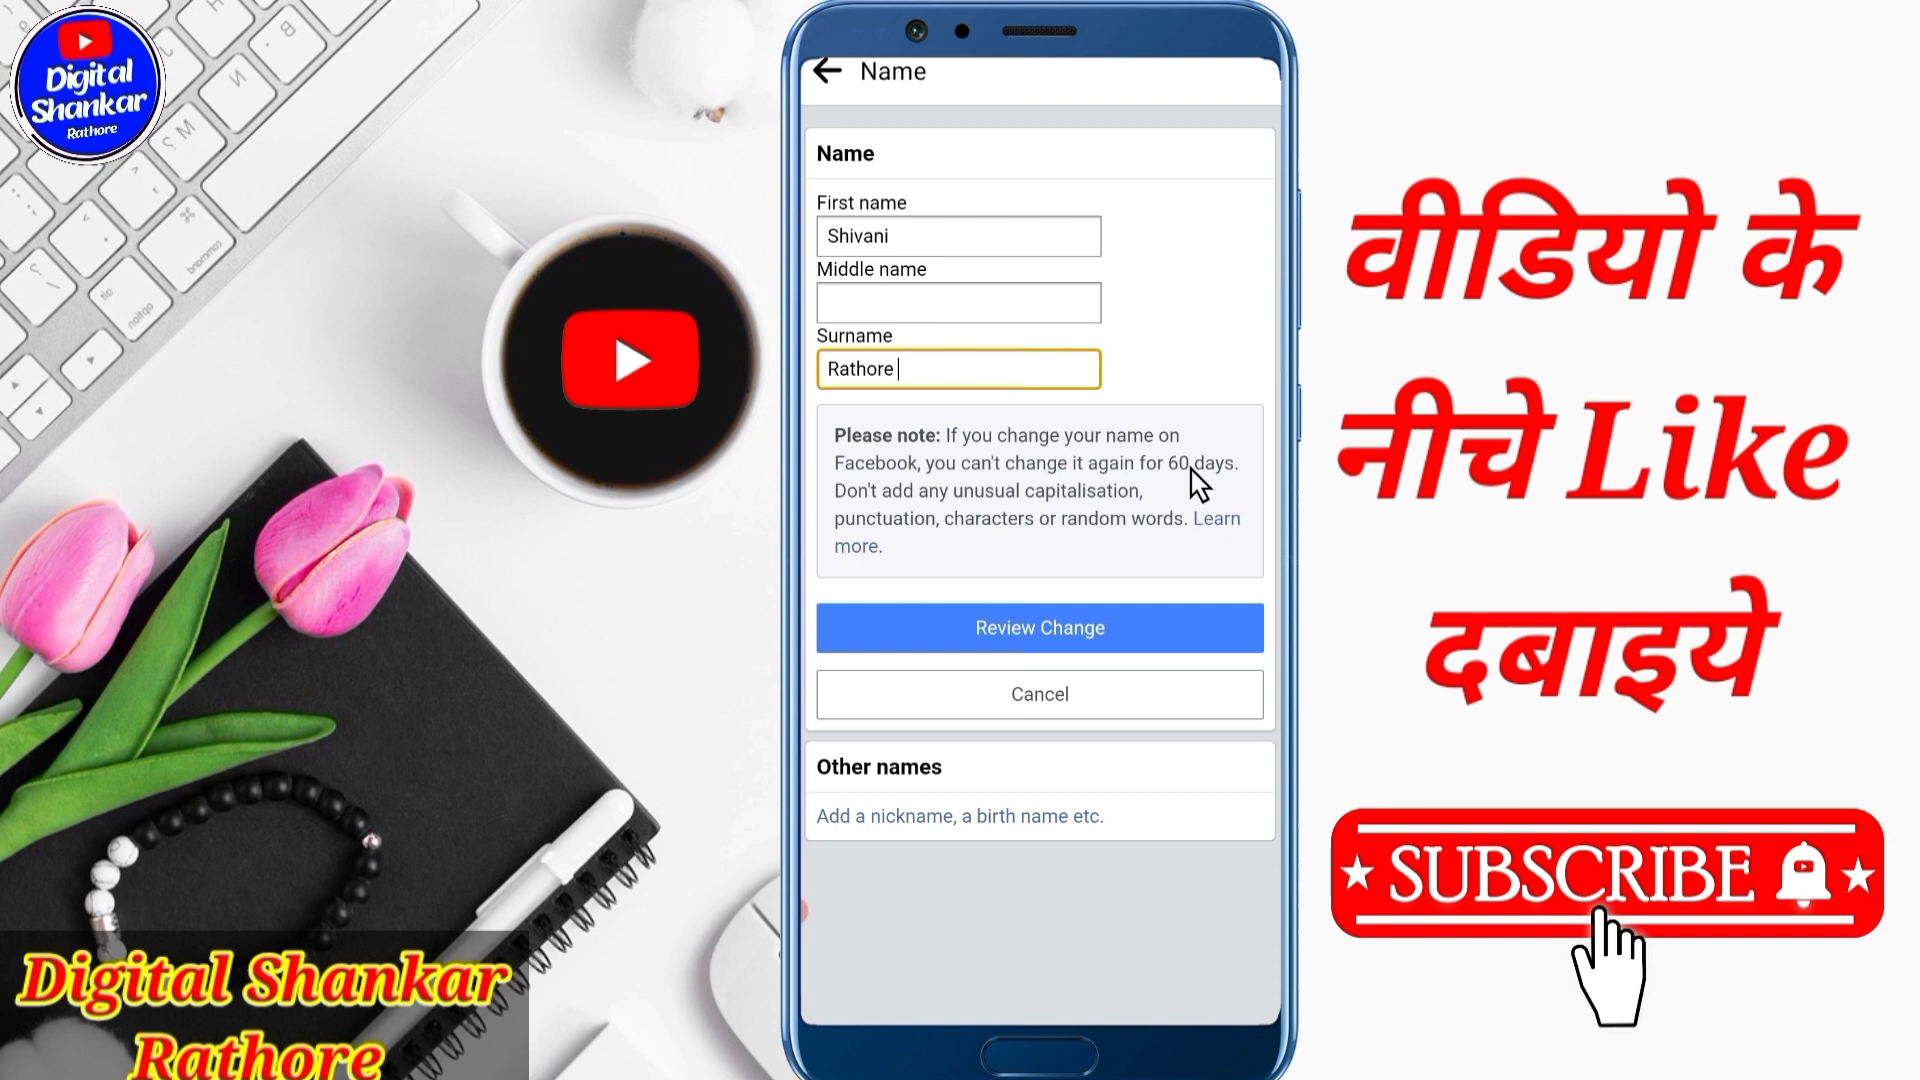 Digital
Shankar
Rathore
Name
Name
First name
Shivani
Middle name
Surname
Rathore
Please note: If you change your name on
Facebook, you can't change it again for 60 days.
Don't add any unusual capitalisation,
punctuation, characters or random words. Learn
more.
Review Change
Cancel
Other names
Add a nickname, a birth name etc.
वीडियो के
नीचे Like
दबाइये
SUBSCRIBE
Digital Shankar
Rathore